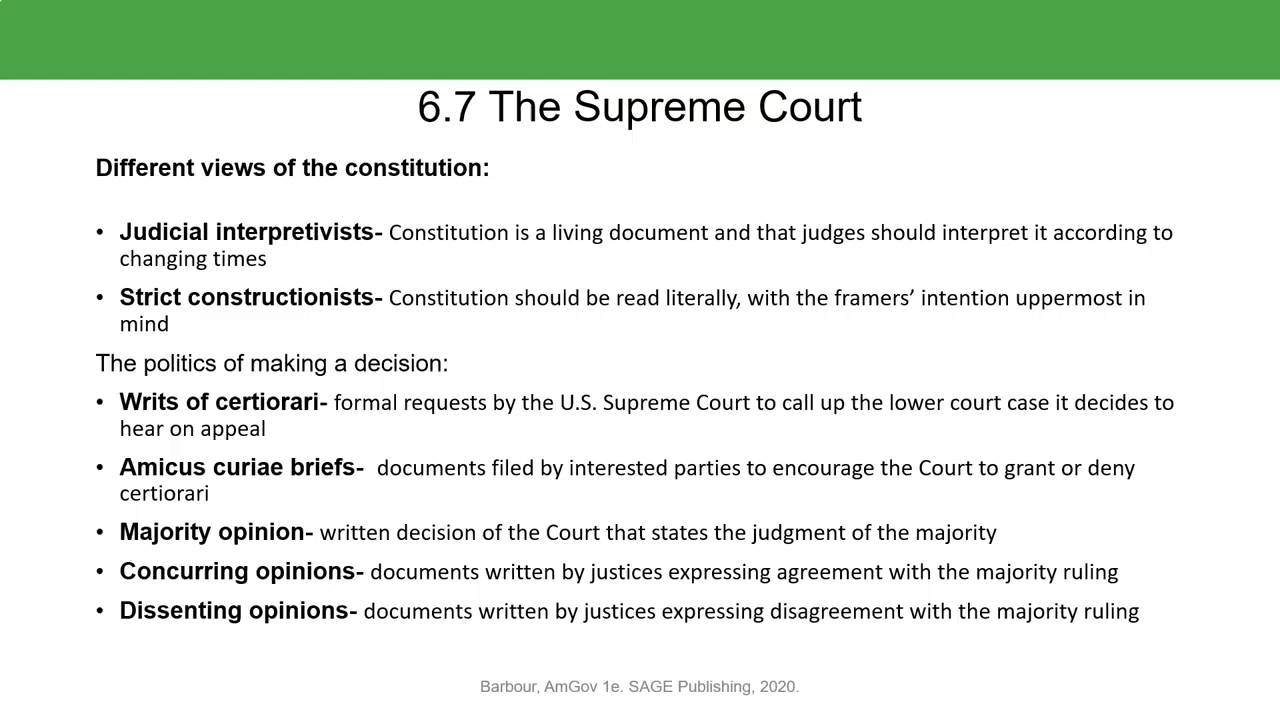 6.7 The Supreme Court
Different views of the constitution:
• Judicial interpretivists- Constitution is a living document and that judges should interpret it according to
changing times
• Strict constructionists- Constitution should be read literally, with the framers’ intention uppermost in
mind
The politics of making a decision:
• Writs of certiorari- formal requests by the U.S. Supreme Court to call up the lower court case it decides to
hear on appeal
• Amicus curiae briefs- documents filed by interested parties to encourage the Court to grant or deny
certiorari
• Majority opinion- written decision of the Court that states the judgment of the majority
• Concurring opinions- documents written by justices expressing agreement with the majority ruling
• Dissenting opinions- documents written by justices expressing disagreement with the majority ruling
Barbour, AmGov 1e. SAGE Publishing, 2020.